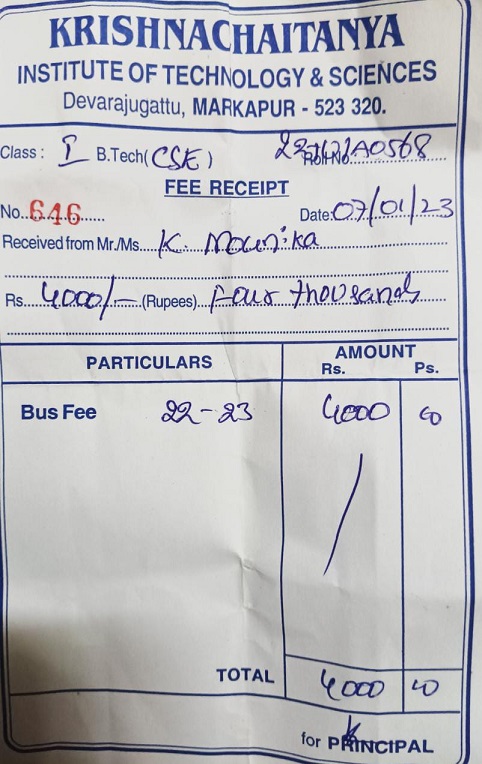 KRISHNACHAITANYA
INSTITUTE OF TECHNOLOGY & SCIENCES
Devarajugattu, MARKAPUR - 523 320.
Class : I B.Tech(CSE) Roll No.
FEE RECEIPT
No. 646 Date: 07/01/23
Received from Mr./Ms. K. Mounika
Rs. 4000/- (Rupees) Four thousands
PARTICULARS AMOUNT
Rs. Ps.
Bus Fee 22-23 4000
TOTAL 4000
for PRINCIPAL